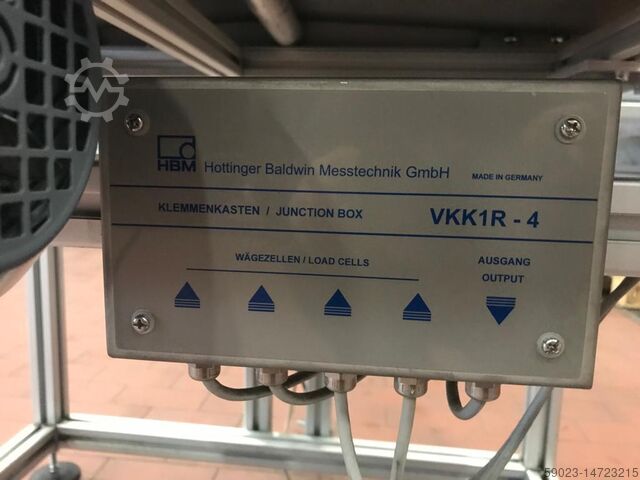 HBM
Hottinger Baldwin Messtechnik GmbH
MADE IN GERMANY
KLEMMENKASTEN / JUNCTION BOX
VKK1R - 4
WÄGEZELLEN / LOAD CELLS
AUSGANG
OUTPUT
59023-14723215